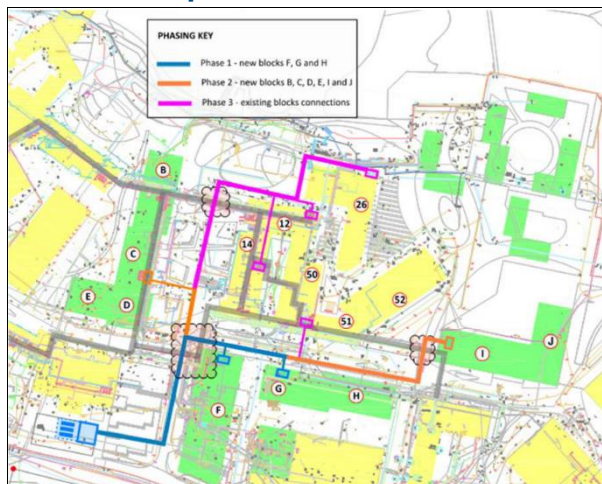 PHASING KEY
Phase 1 - new blocks F, G and H
Phase 2 - new blocks B, C, D, E, I and J
Phase 3 - existing blocks connections
B
26
12
14
C
50
52
E
D
51
J
I
G
H
F